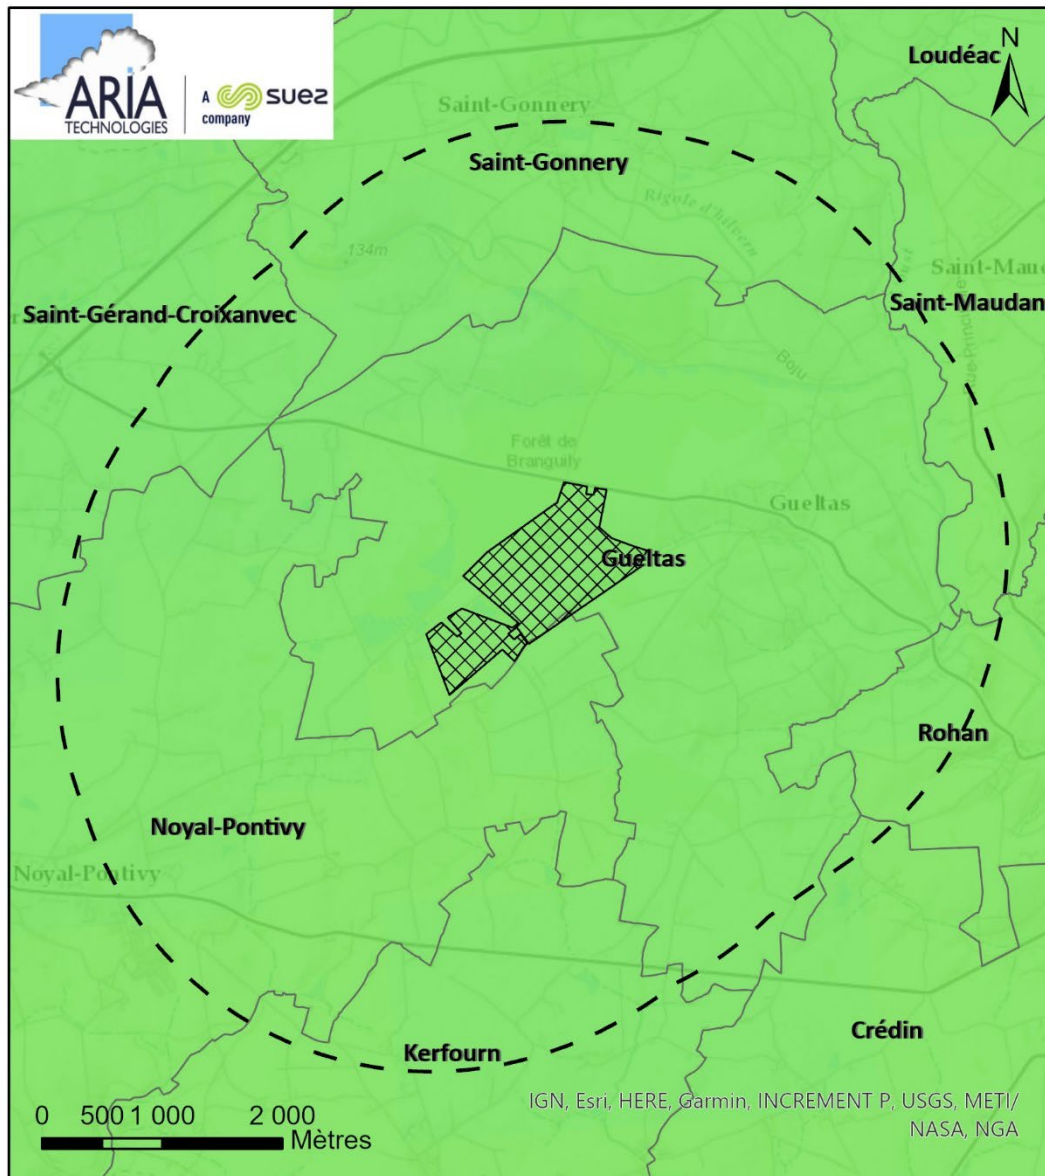 ARIA
TECHNOLOGIES
A
company
suez
N
Loudéac
Saint-Gonnery
Saint-Gonnery
Rigole d'hilvern
134m
Saint-Maud
Saint-Gérand-Croixanvec
Saint-Maudan
Boju
Forêt de
Branguily
Gueltas
Gueltas
Rohan
Noyal-Pontivy
Noyal-Pontivy
Crédin
Kerfourn
0 500 1 000 2 000
Mètres
IGN, Esri, HERE, Garmin, INCREMENT P, USGS, METI/
NASA, NGA